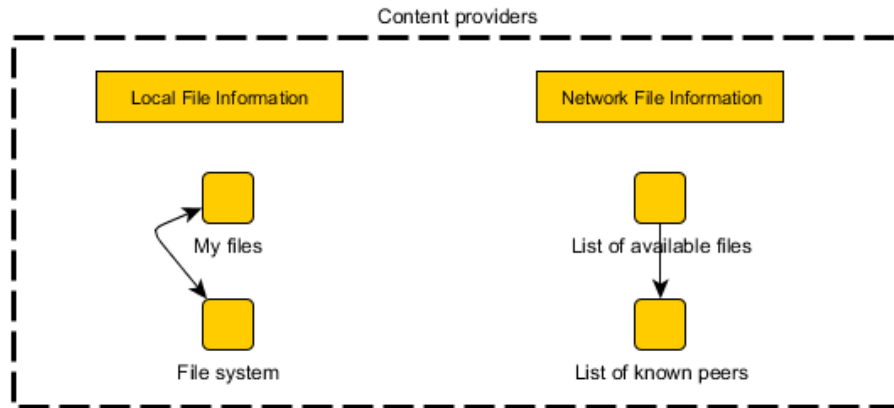 Content providers
Local File Information
Network File Information
My files
List of available files
File system
List of known peers